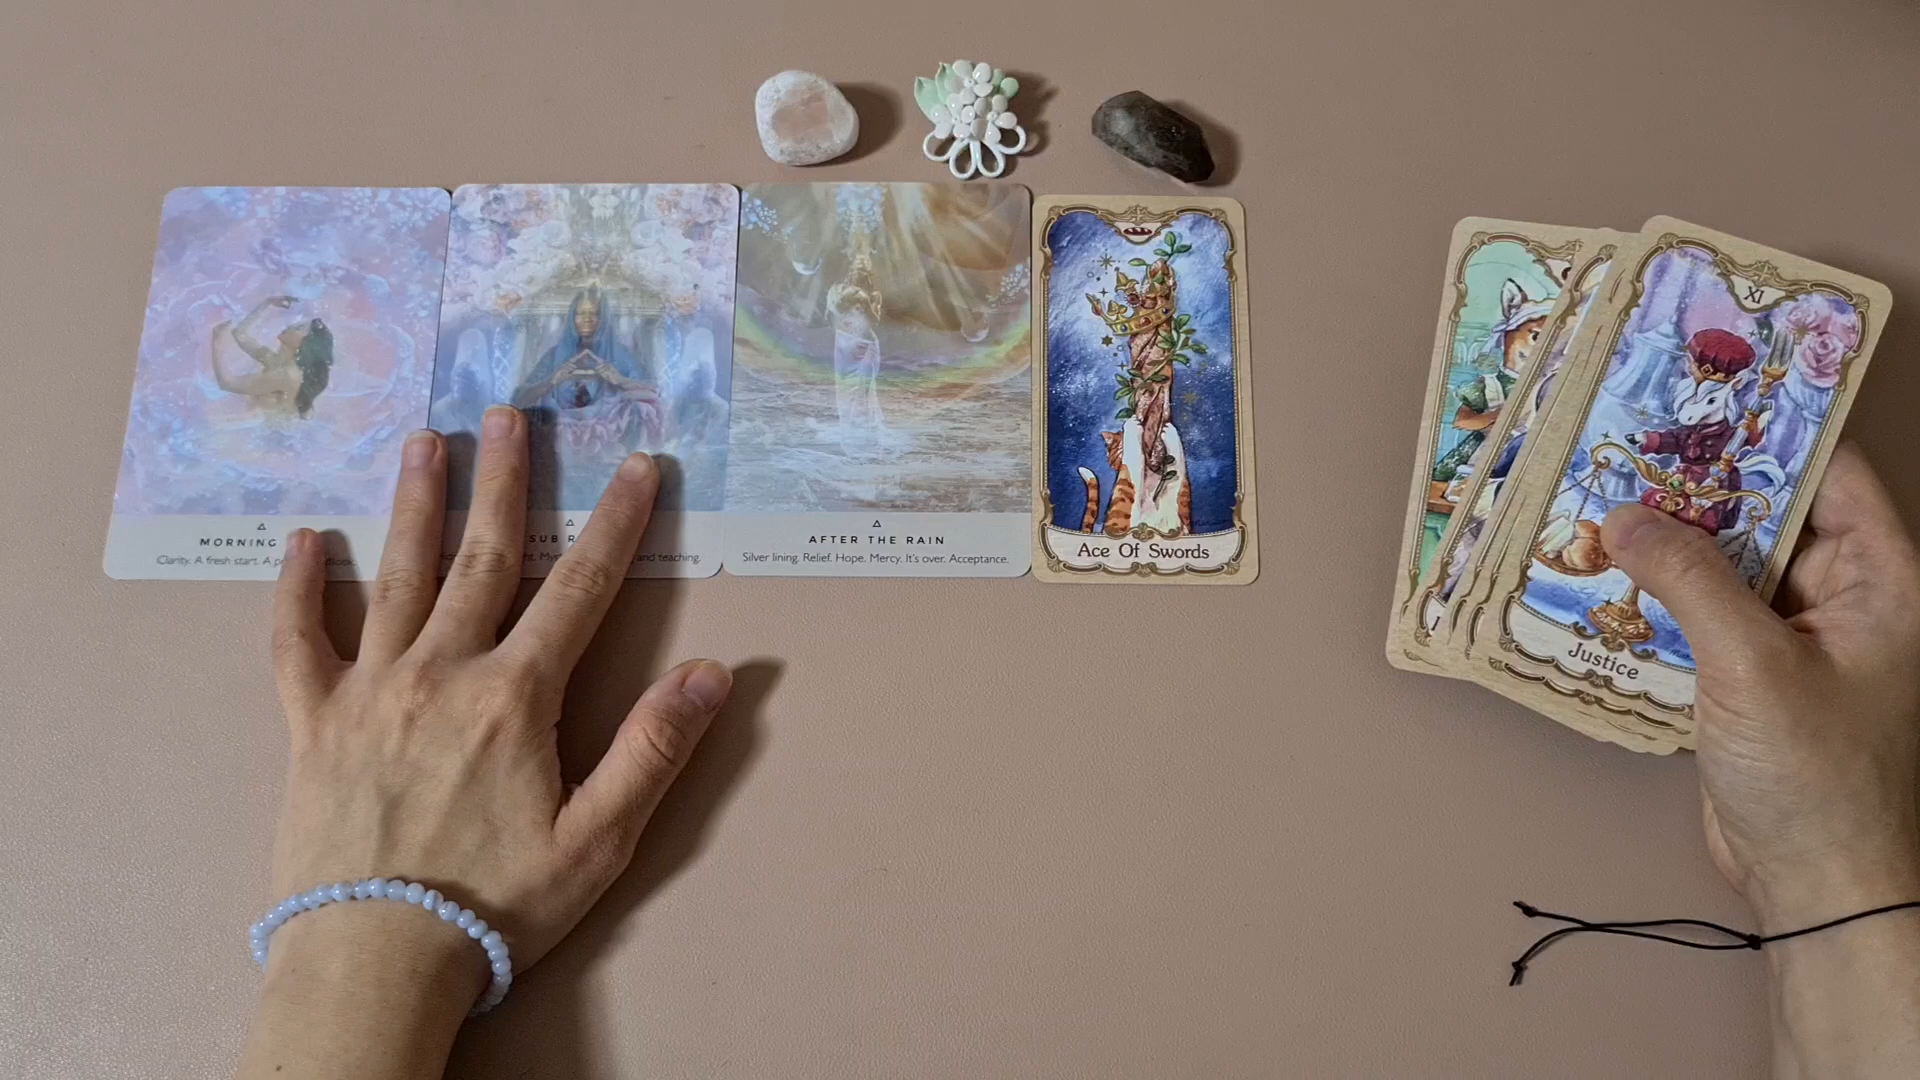 MORNING
Clarity. A fresh start. A
SUB R
and teaching.
AFTER THE RAIN
Silver lining. Relief. Hope. Mercy. It's over. Acceptance.
Ace Of Swords
XI
Justice